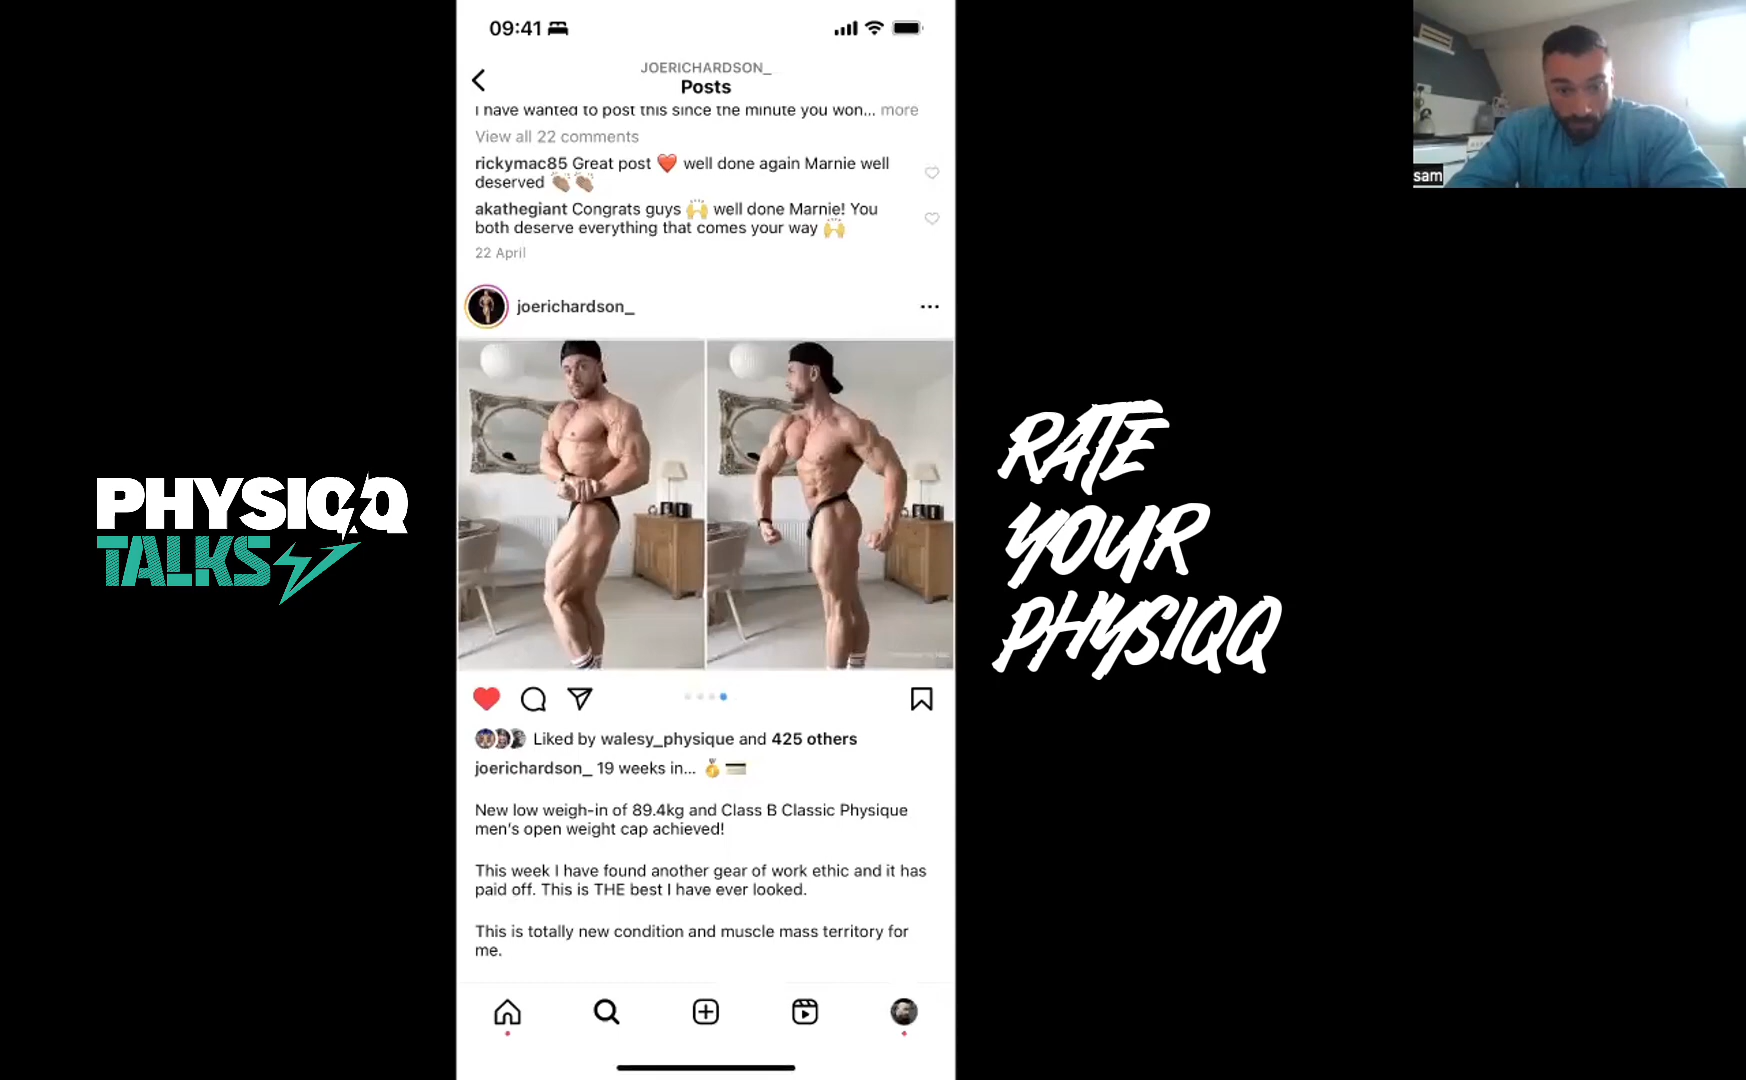 09:41
JOERICHARDSON_
Posts
I have wanted to post this since the minute you won... more
View all 22 comments
rickymac85 Great post ❤️ well done again Marnie well
deserved 👏🏽👏🏽
akathegiant Congrats guys 🙌 well done Marnie! You
both deserve everything that comes your way 🙌
22 April
joerichardson_
Liked by walesy_physique and 425 others
joerichardson_ 19 weeks in... 🥇💳
New low weigh-in of 89.4kg and Class B Classic Physique
men's open weight cap achieved!
This week I have found another gear of work ethic and it has
paid off. This is THE best I have ever looked.
This is totally new condition and muscle mass territory for
me.
PHYSIQQ
TALKS
RATE
YOUR
PHYSIQQ
sam